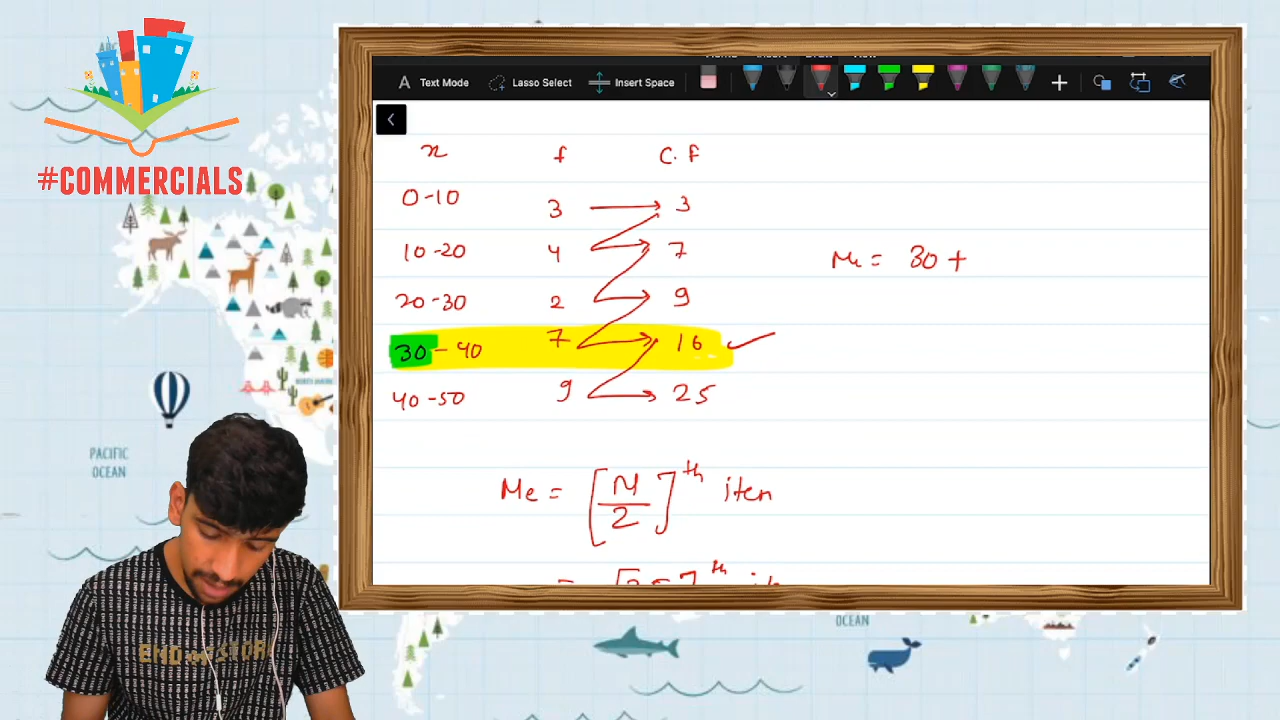 #COMMERCIALS
Text Mode Lasso Select Insert Space
x f C.f
0-10 3 3
10-20 4 7
Me = 30 +
20-30 2 9
30-40 7 16
40-50 9 25
Me = [N/2]th item
PACIFIC
OCEAN
OCEAN